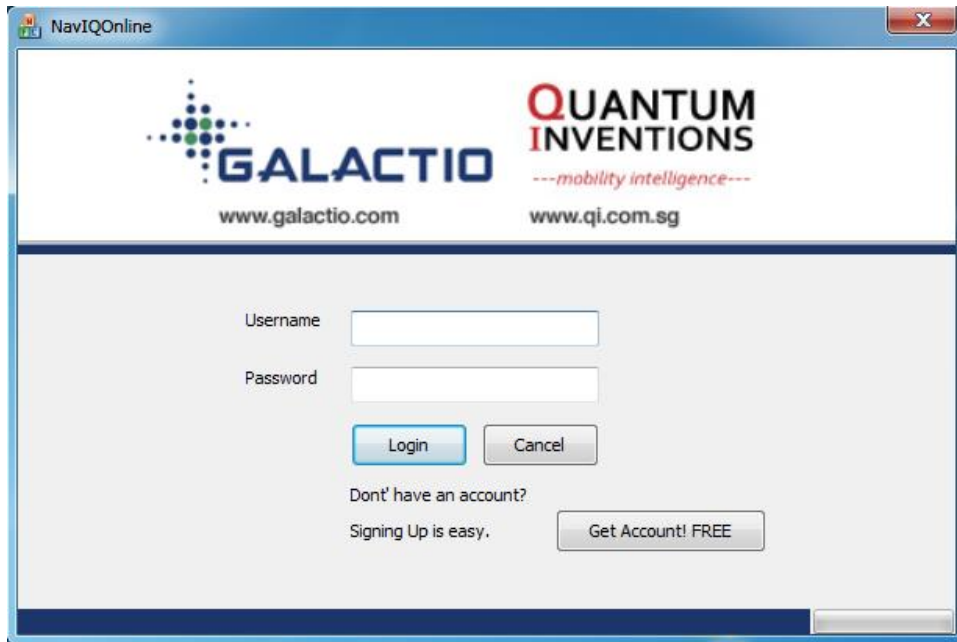 NavIQOnline
GALACTIO
QUANTUM
INVENTIONS
---mobility intelligence---
www.galactio.com
www.qi.com.sg
Username
Password
Login
Cancel
Dont' have an account?
Signing Up is easy.
Get Account! FREE